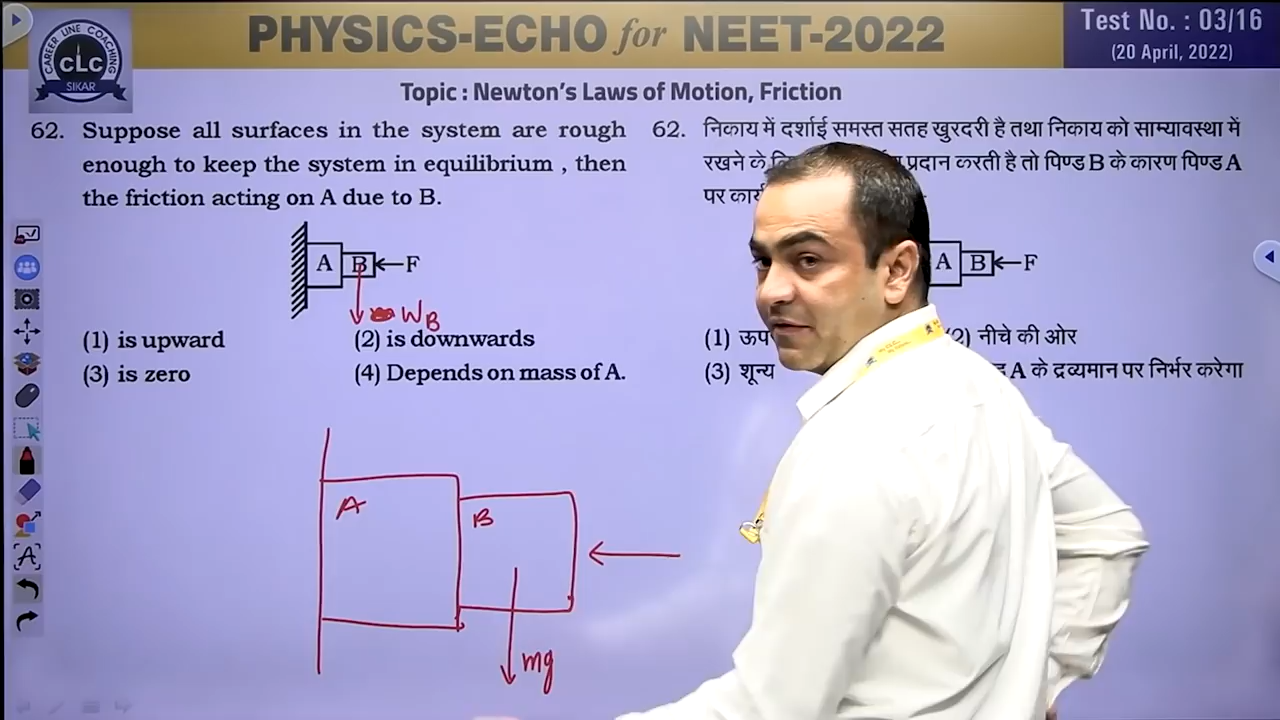 CAREER LINE COACHING
CLC
SIKAR
PHYSICS-ECHO for NEET-2022
Test No. : 03/16
(20 April, 2022)
Topic : Newton's Laws of Motion, Friction
62. Suppose all surfaces in the system are rough
enough to keep the system in equilibrium , then
the friction acting on A due to B.
A B F
W_B
(1) is upward (2) is downwards
(3) is zero (4) Depends on mass of A.
62. निकाय में दर्शाई समस्त सतह खुरदरी है तथा निकाय को साम्यावस्था में
रखने के प्रदान करती है तो पिण्ड B के कारण पिण्ड A
पर
A B F
(1) (2) नीचे की ओर
(3) शून्य A के द्रव्यमान पर निर्भर करेगा
A
B
mg